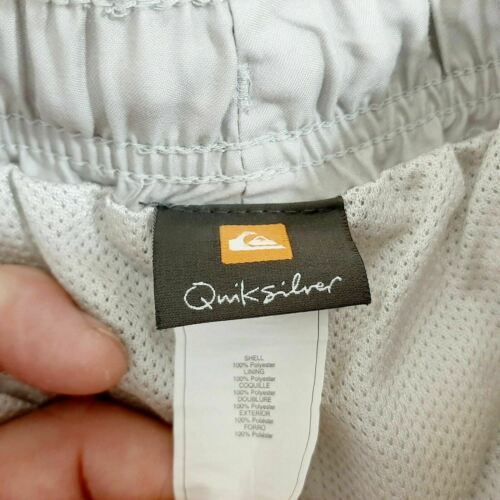 Quiksilver
SHELL
100% Polyester
LINING
100% Polyester
COQUILLE
100% Polyester
DOUBLURE
100% Polyester
EXTERIOR
100% Poliéster
FORRO
100% Poliéster